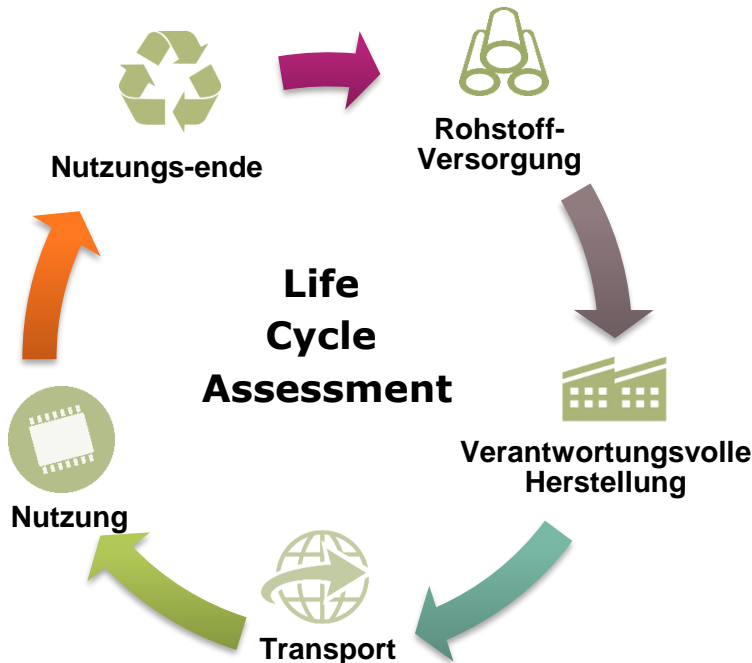 Nutzungs-ende
Rohstoff-
Versorgung
Life
Cycle
Assessment
Verantwortungsvolle
Herstellung
Nutzung
Transport